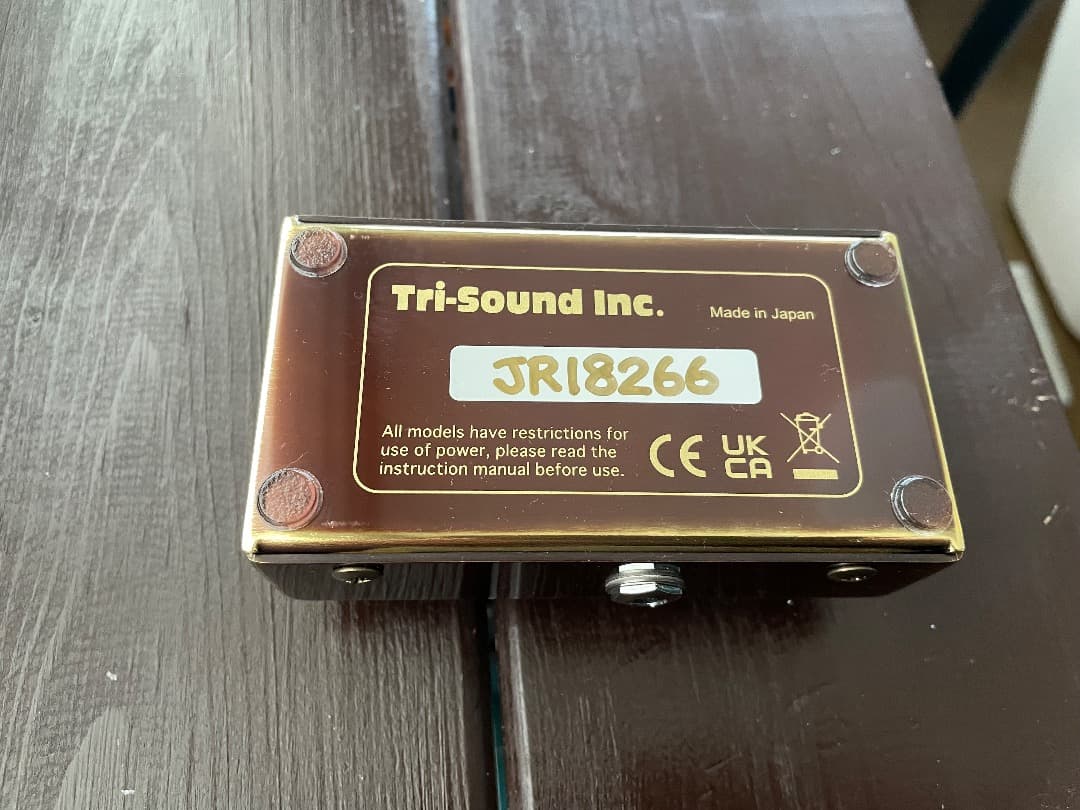 Tri-Sound Inc.
Made in Japan
JR18266
All models have restrictions for
use of power, please read the
instruction manual before use.
CE
UK
CA